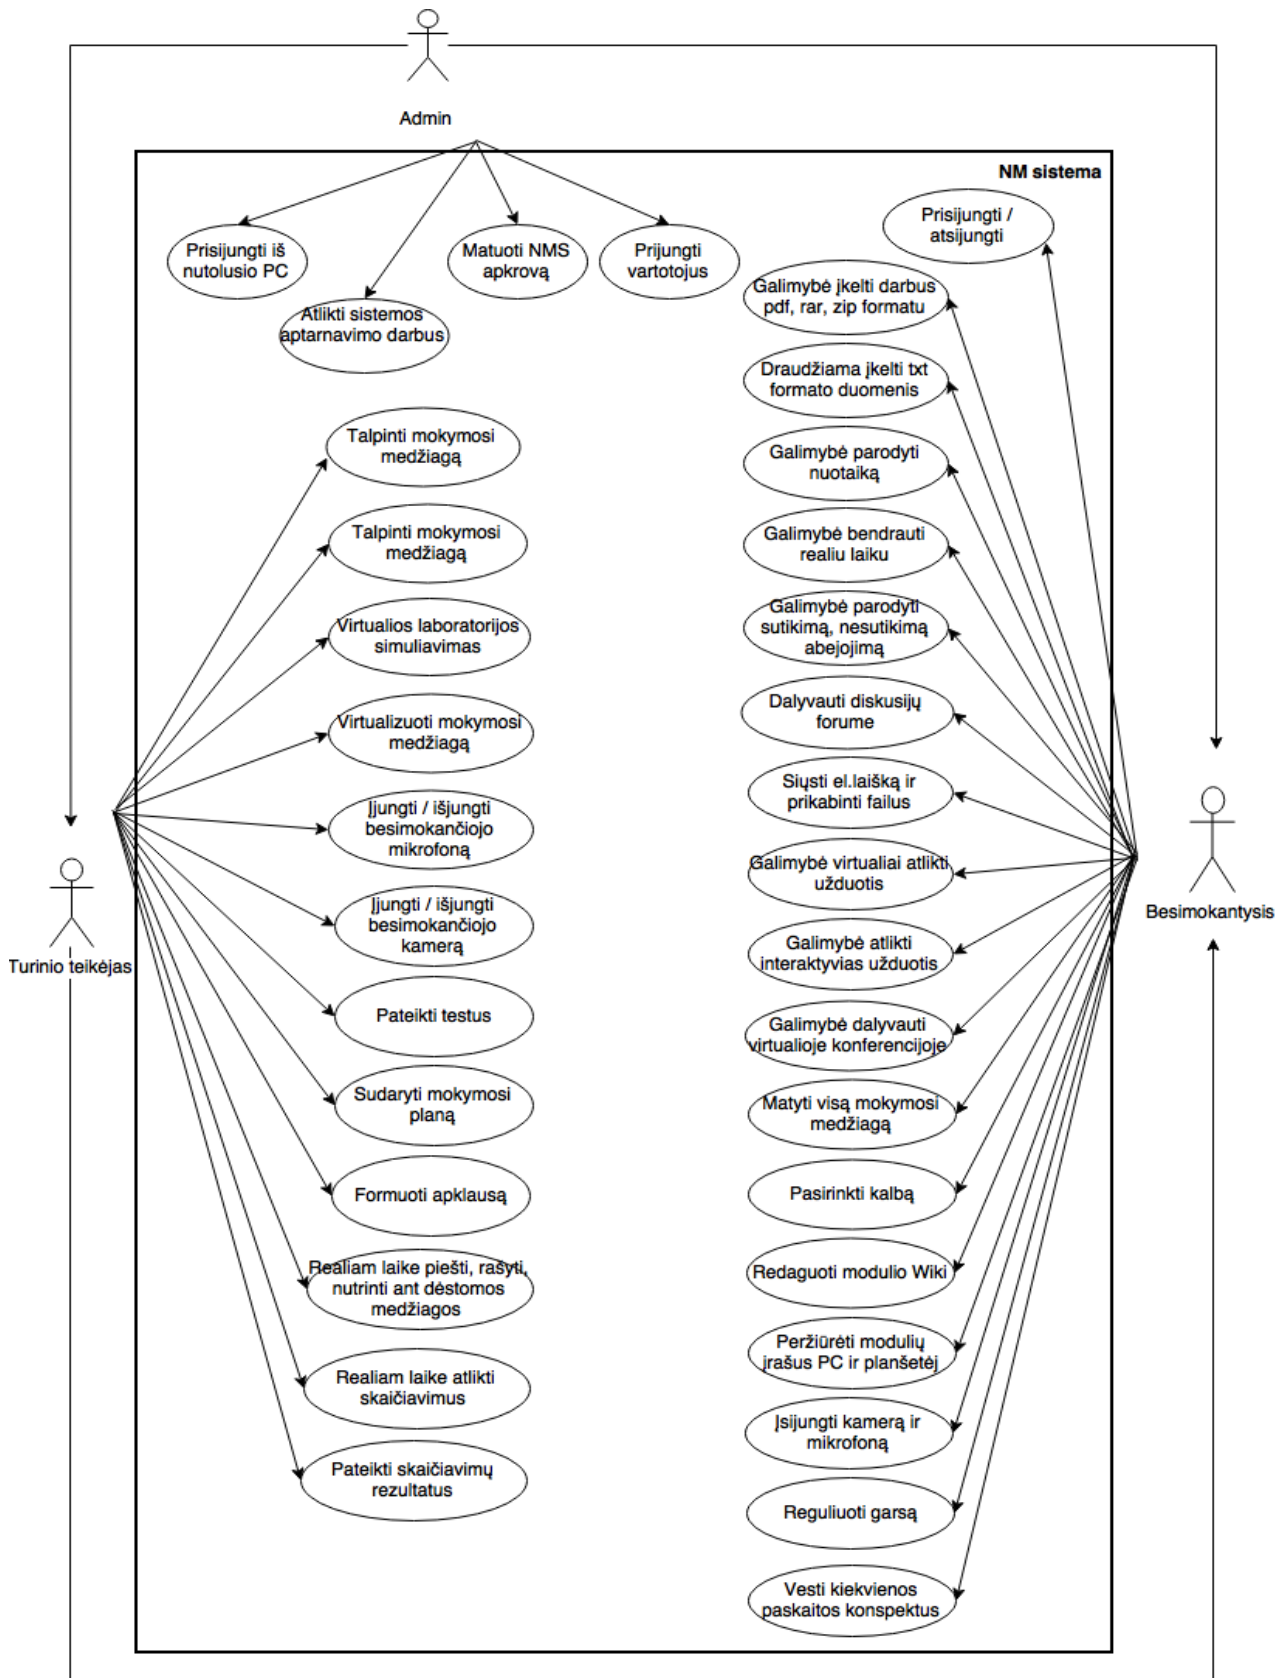 Admin
NM sistema
Prisijungti iš
nutolusio PC
Atlikti sistemos
aptarnavimo darbus
Matuoti NMS
apkrovą
Prijungti
vartotojus
Prisijungti /
atsijungti
Talpinti mokymosi
medžiagą
Talpinti mokymosi
medžiagą
Virtualios laboratorijos
simuliavimas
Virtualizuoti mokymosi
medžiagą
Įjungti / išjungti
besimokančiojo
mikrofoną
Įjungti / išjungti
besimokančiojo
kamerą
Pateikti testus
Sudaryti mokymosi
planą
Formuoti apklausą
Realiam laike piešti, rašyti,
nutrinti ant dėstomos
medžiagos
Realiam laike atlikti
skaičiavimus
Pateikti skaičiavimų
rezultatus
Turinio teikėjas
Galimybė įkelti darbus
pdf, rar, zip formatu
Draudžiama įkelti txt
formato duomenis
Galimybė parodyti
nuotaiką
Galimybė bendrauti
realiu laiku
Galimybė parodyti
sutikimą, nesutikimą
abejojimą
Dalyvauti diskusijų
forume
Siųsti el.laišką ir
prikabinti failus
Galimybė virtualiai atlikti
užduotis
Galimybė atlikti
interaktyvias užduotis
Galimybė dalyvauti
virtualioje konferencijoje
Matyti visą mokymosi
medžiagą
Pasirinkti kalbą
Redaguoti modulio Wiki
Peržiūrėti modulių
įrašus PC ir planšetėj
Įsijungti kamerą ir
mikrofoną
Reguliuoti garsą
Vesti kiekvienos
paskaitos konspektus
Besimokantysis